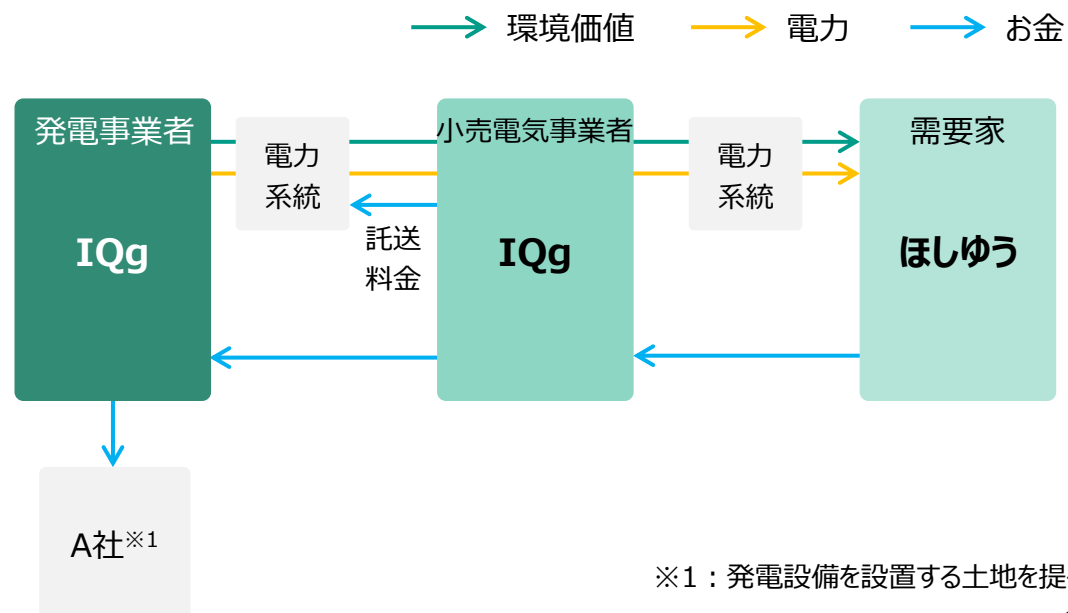 環境価値
電力
お金
発電事業者
IQg
電力
系統
託送
料金
小売電気事業者
IQg
電力
系統
需要家
ほしゆう
A社※1
※1:発電設備を設置する土地を提